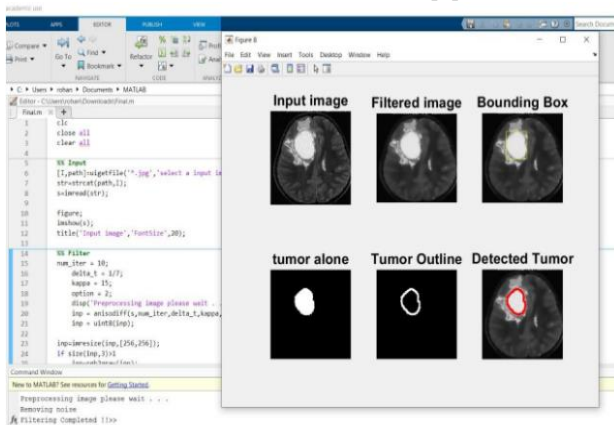 academic use
PLOTS APPS EDITOR PUBLISH VIEW
Search Docum
Compare
Print
Go To
Find
Bookmark
Refactor
NAVIGATE
CODE
ANALYZ
C: Users rohan Documents MATLAB
Final.m
1 clc
2 close all
3 clear all
4
5 %% Input
6 [I,path]=uigetfile('*.jpg','select a input im
7 str=strcat(path,I);
8 s=imread(str);
9
10 figure;
11 imshow(s);
12 title('Input image','FontSize',20);
13
14 %% Filter
15 num_iter = 10;
16 delta_t = 1/7;
17 kappa = 15;
18 option = 2;
19 disp('Preprocessing image please wait . .
20 inp = anisodiff(s,num_iter,delta_t,kappa,
21 inp = uint8(inp);
22
23 inp=imresize(inp,[256,256]);
24 if size(inp,3)>1
Command Window
New to MATLAB? See resources for Getting Started.
Preprocessing image please wait . . .
Removing noise
fx Filtering Completed !!>>
Figure 8
File Edit View Insert Tools Desktop Window Help
Input image Filtered image Bounding Box
tumor alone Tumor Outline Detected Tumor